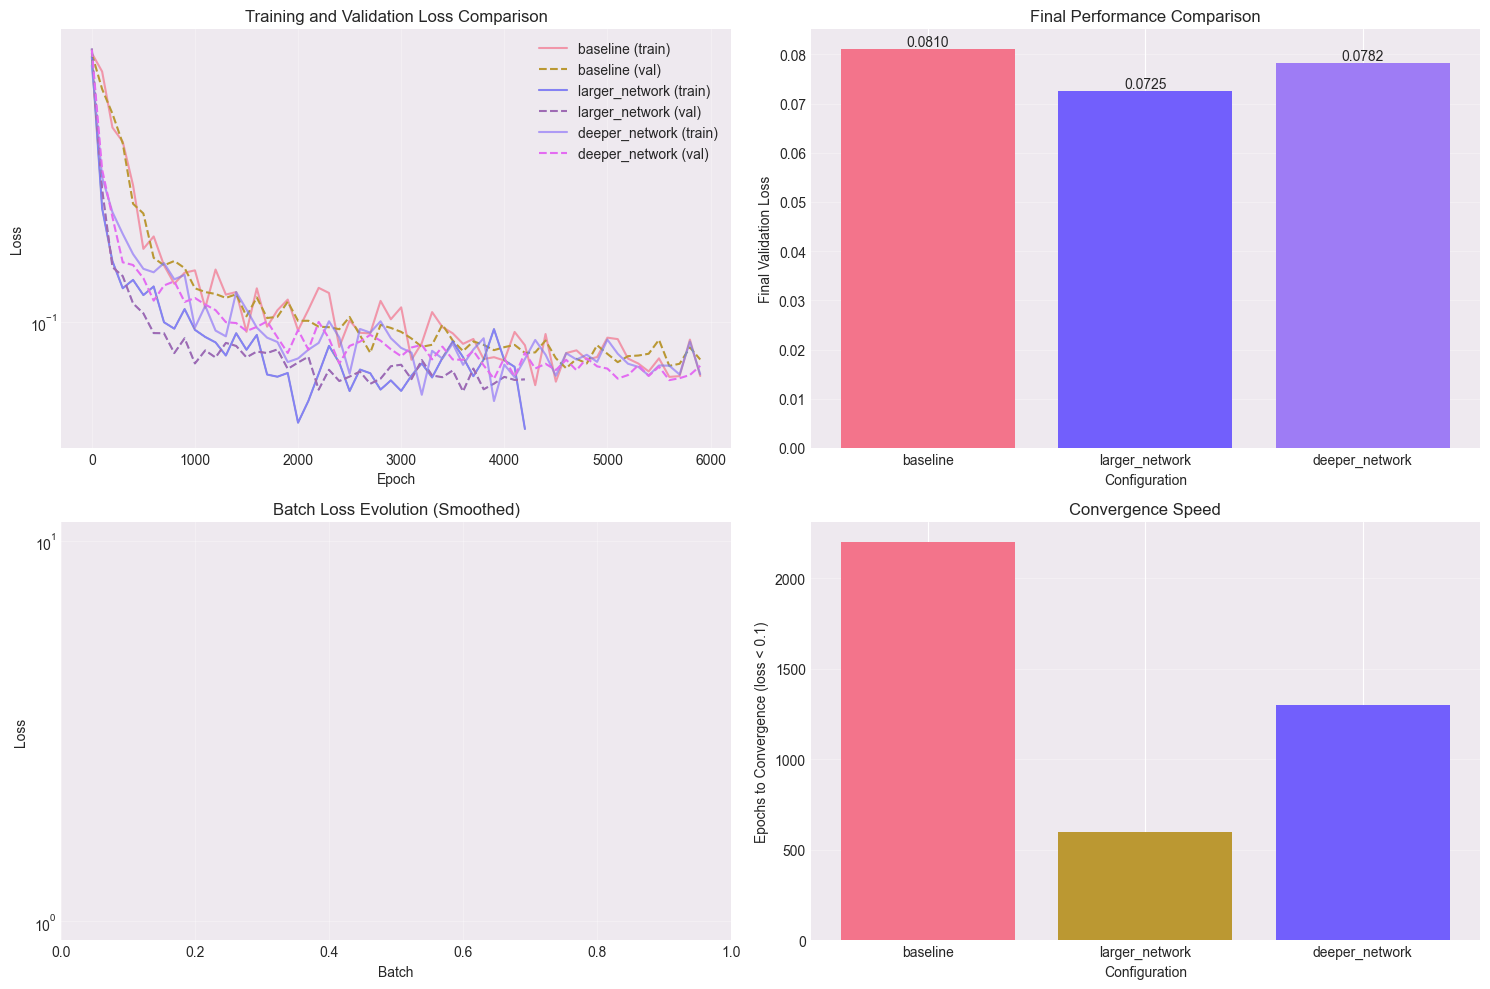 Training and Validation Loss Comparison
baseline (train)
baseline (val)
larger_network (train)
larger_network (val)
deeper_network (train)
deeper_network (val)
Loss
10⁻¹
0 1000 2000 3000 4000 5000 6000
Epoch
Final Performance Comparison
0.0810
0.0725
0.0782
Final Validation Loss
0.08
0.07
0.06
0.05
0.04
0.03
0.02
0.01
0.00
baseline larger_network deeper_network
Configuration
Batch Loss Evolution (Smoothed)
Loss
10¹
10⁰
0.0 0.2 0.4 0.6 0.8 1.0
Batch
Convergence Speed
Epochs to Convergence (loss < 0.1)
2000
1500
1000
500
0
baseline larger_network deeper_network
Configuration